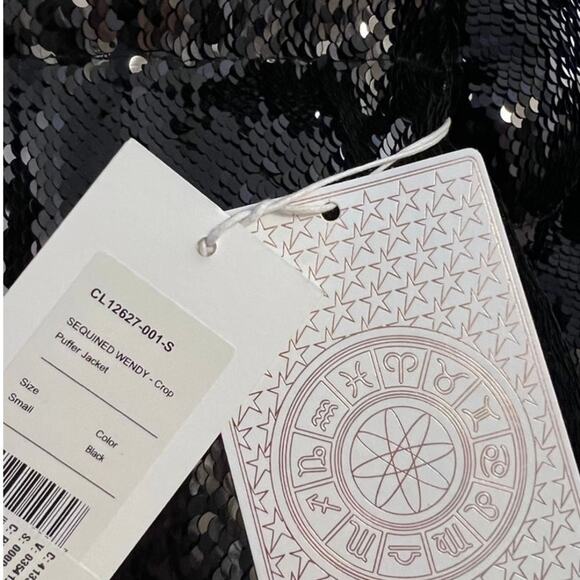 CL12627-001-S
SEQUINED WENDY - Crop
Puffer Jacket
Size Color
Small Black